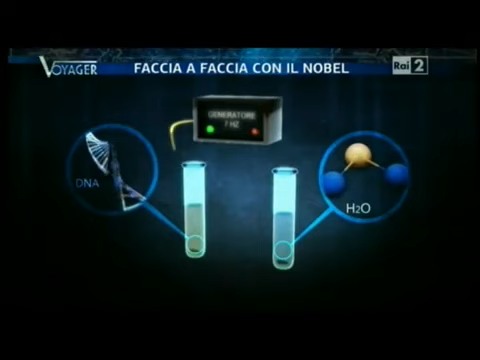 VOYAGER
FACCIA A FACCIA CON IL NOBEL
Rai 2
GENERATORE
7 HZ
DNA
H2O